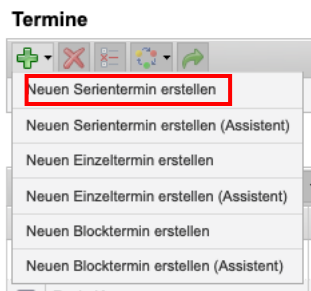 Termine
Neuen Serientermin erstellen
Neuen Serientermin erstellen (Assistent)
Neuen Einzeltermin erstellen
Neuen Einzeltermin erstellen (Assistent)
Neuen Blocktermin erstellen
Neuen Blocktermin erstellen (Assistent)